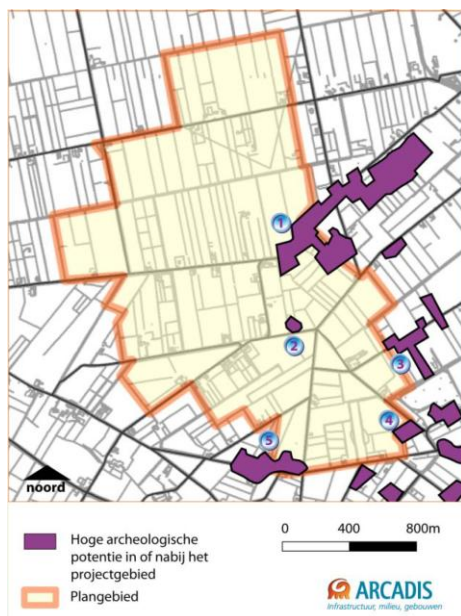 1
2
3
4
5
noord
Hoge archeologische
potentie in of nabij het
projectgebied
Plangebied
0 400 800m
ARCADIS
Infrastructuur, milieu, gebouwen